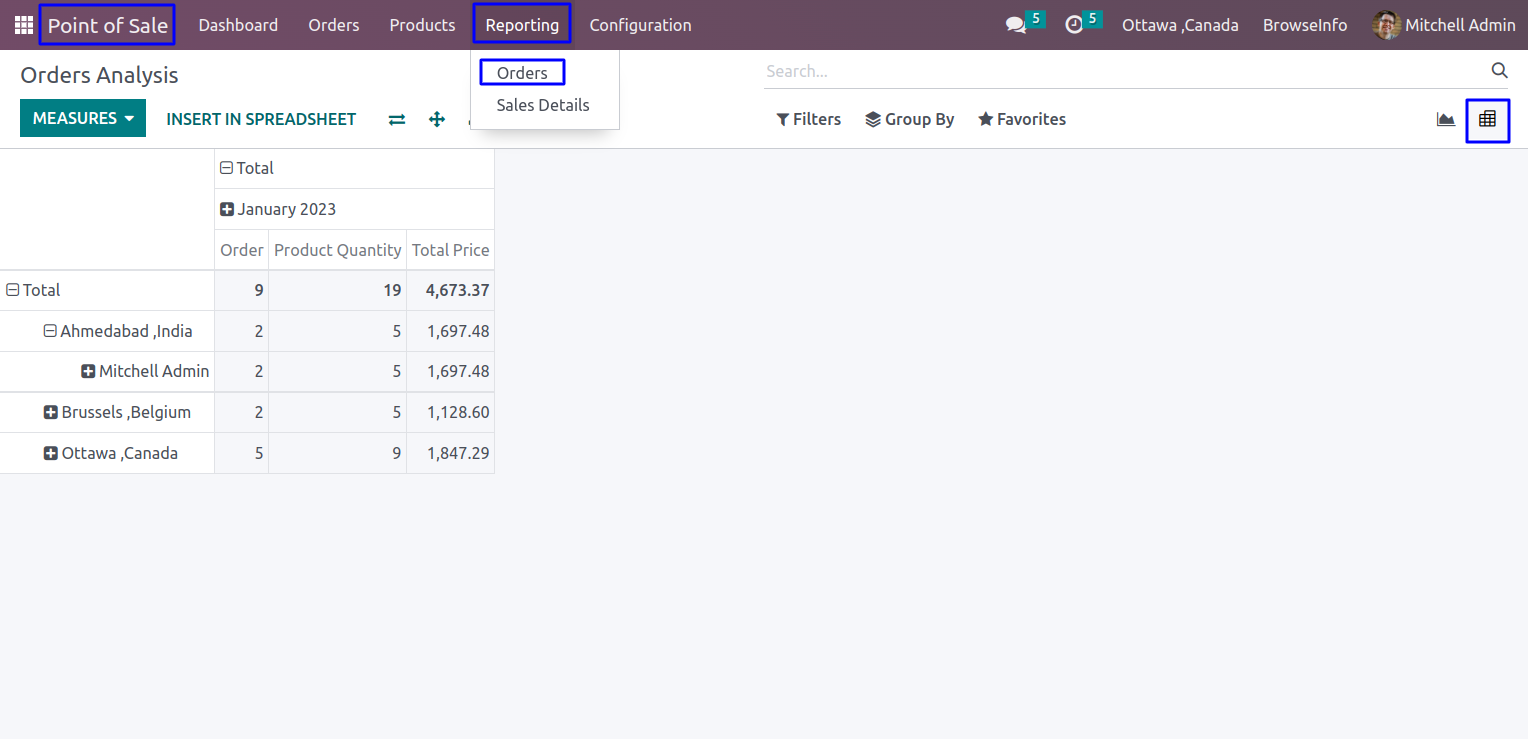 Point of Sale Dashboard Orders Products Reporting Configuration 5 5 Ottawa ,Canada BrowseInfo Mitchell Admin
Orders Analysis
Orders
Search...
Sales Details
MEASURES INSERT IN SPREADSHEET
Filters Group By Favorites
Total
January 2023
Order Product Quantity Total Price
Total 9 19 4,673.37
Ahmedabad ,India 2 5 1,697.48
Mitchell Admin 2 5 1,697.48
Brussels ,Belgium 2 5 1,128.60
Ottawa ,Canada 5 9 1,847.29